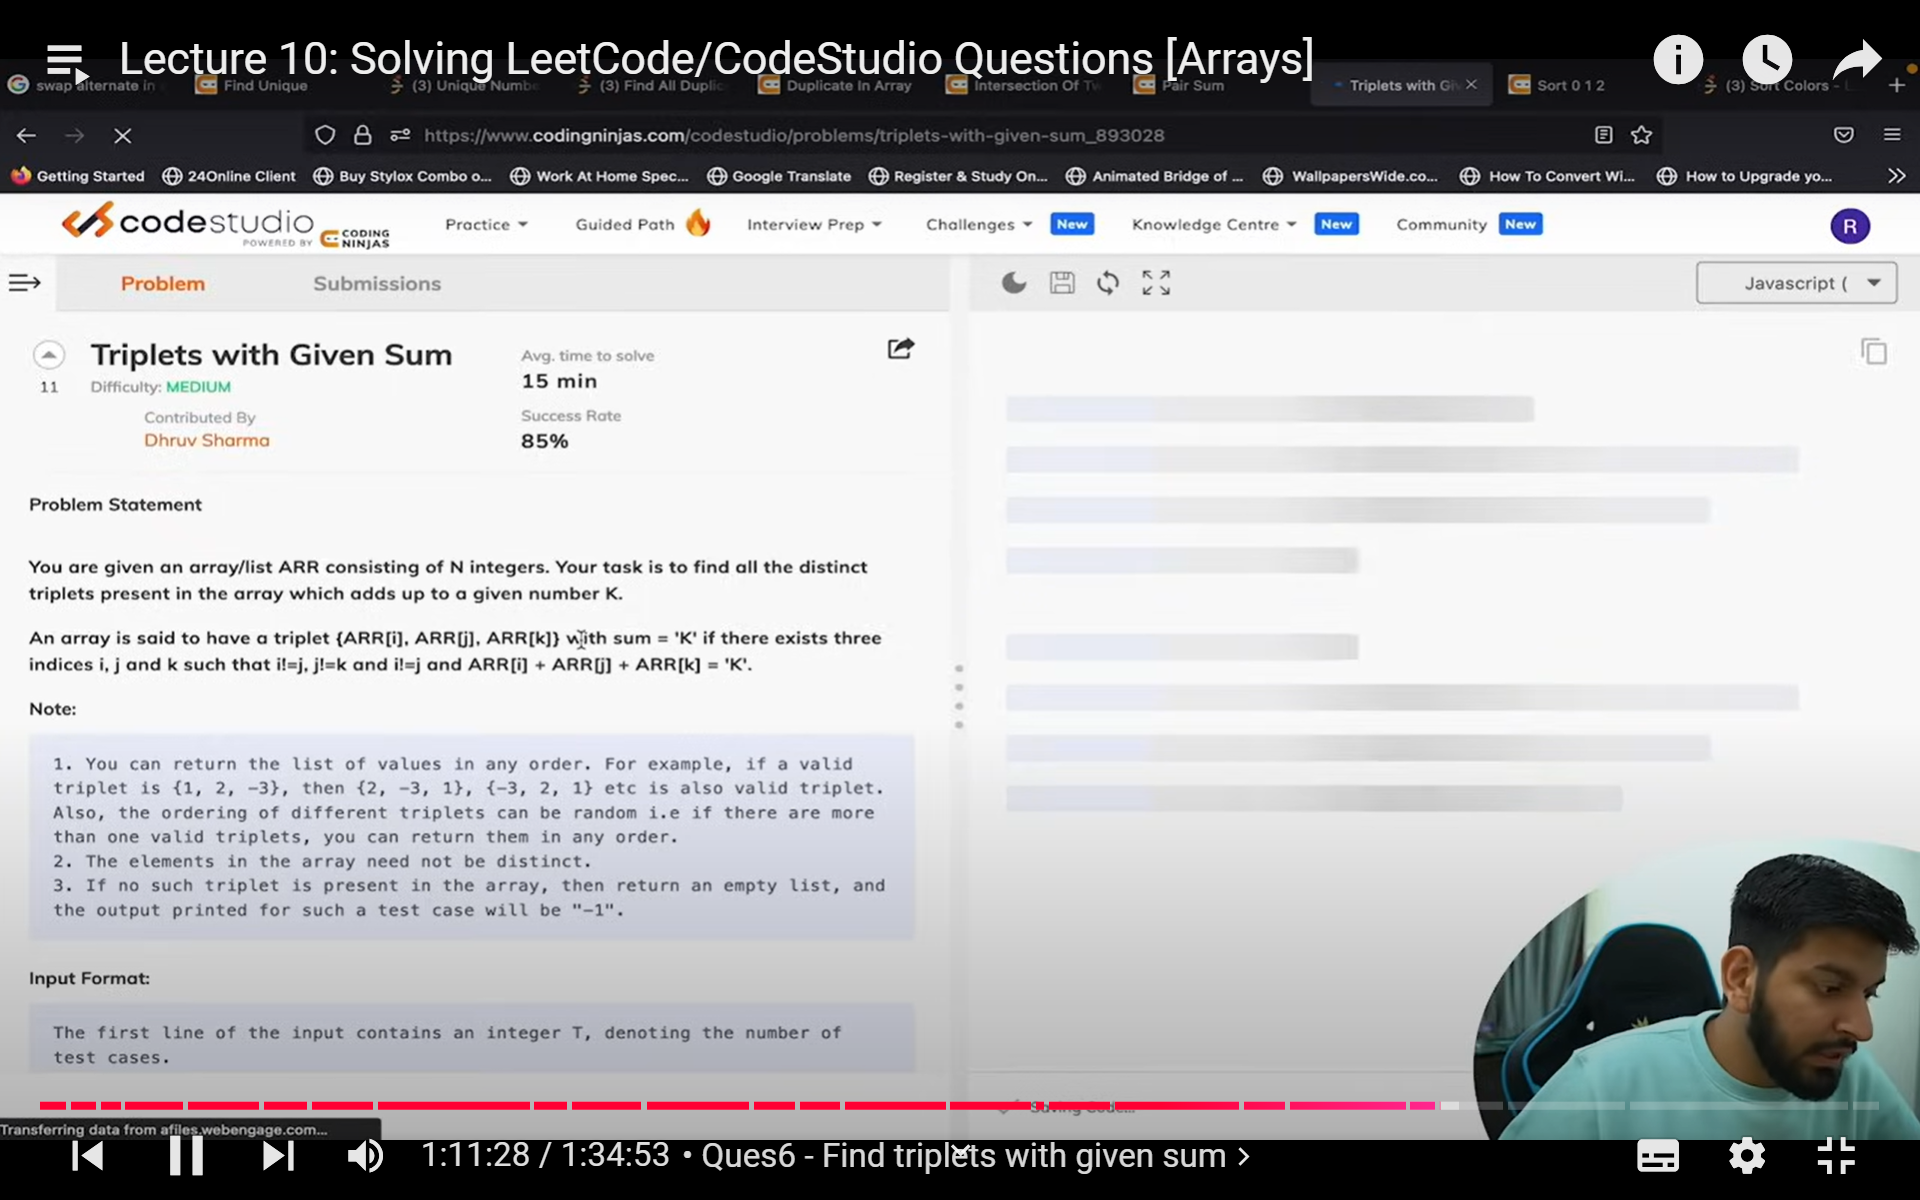 Lecture 10: Solving LeetCode/CodeStudio Questions [Arrays]
swap alternate in
Find Unique
(3) Unique Numbe
(3) Find All Duplic
Duplicate In Array
Intersection Of Tw
Pair Sum
Triplets with Gi
Sort 0 1 2
(3) Sort Colors - L
https://www.codingninjas.com/codestudio/problems/triplets-with-given-sum_893028
Getting Started
24Online Client
Buy Stylox Combo o...
Work At Home Spec...
Google Translate
Register & Study On...
Animated Bridge of ...
WallpapersWide.co...
How To Convert Wi...
How to Upgrade yo...
codestudio
POWERED BY CODING NINJAS
Practice
Guided Path
Interview Prep
Challenges New
Knowledge Centre New
Community New
R
Problem
Submissions
Javascript (
Triplets with Given Sum
11
Difficulty: MEDIUM
Contributed By
Dhruv Sharma
Avg. time to solve
15 min
Success Rate
85%
Problem Statement
You are given an array/list ARR consisting of N integers. Your task is to find all the distinct
triplets present in the array which adds up to a given number K.
An array is said to have a triplet {ARR[i], ARR[j], ARR[k]} with sum = 'K' if there exists three
indices i, j and k such that i!=j, j!=k and i!=j and ARR[i] + ARR[j] + ARR[k] = 'K'.
Note:
1. You can return the list of values in any order. For example, if a valid
triplet is {1, 2, -3}, then {2, -3, 1}, {-3, 2, 1} etc is also valid triplet.
Also, the ordering of different triplets can be random i.e if there are more
than one valid triplets, you can return them in any order.
2. The elements in the array need not be distinct.
3. If no such triplet is present in the array, then return an empty list, and
the output printed for such a test case will be "-1".
Input Format:
The first line of the input contains an integer T, denoting the number of
test cases.
Saving Code...
Transferring data from afiles.webengage.com...
1:11:28 / 1:34:53 • Ques6 - Find triplets with given sum